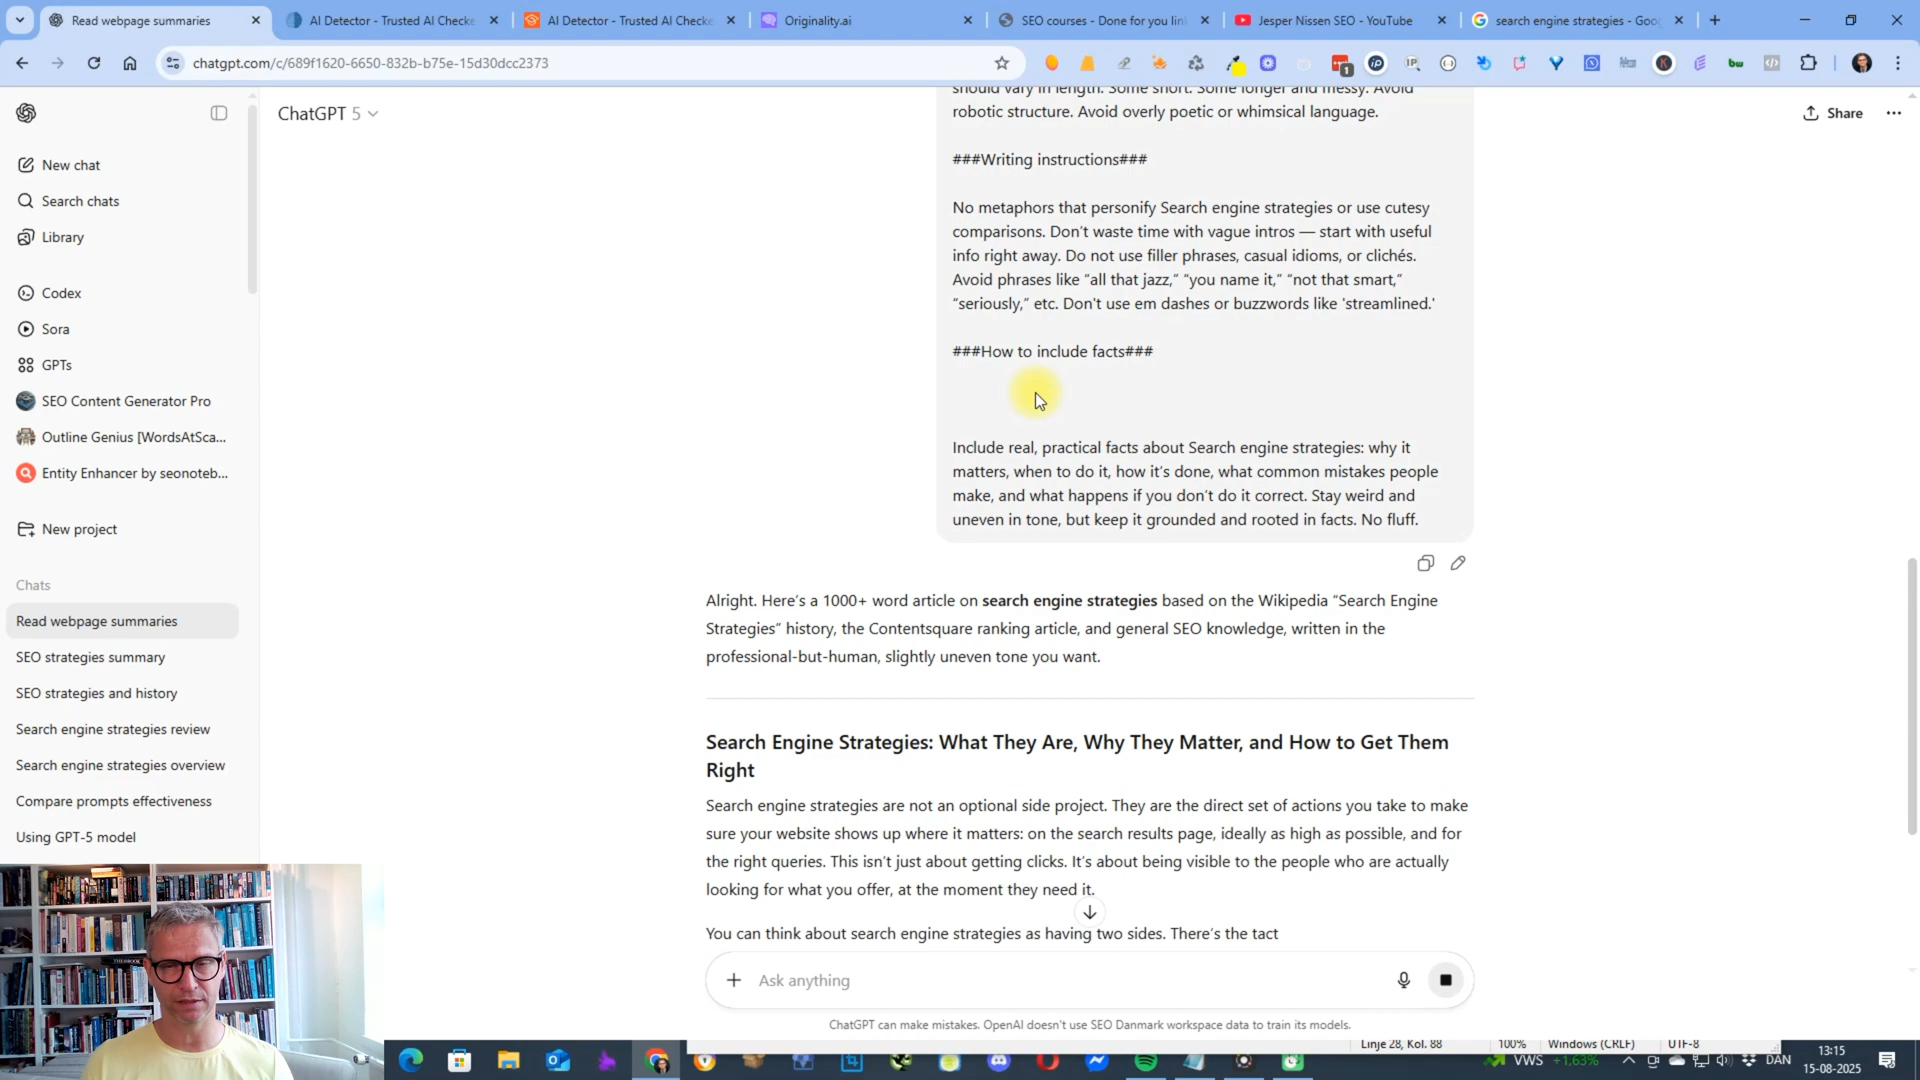 Read webpage summaries
AI Detector - Trusted AI Checke
AI Detector - Trusted AI Checke
Originality.ai
SEO courses - Done for you lin
Jesper Nissen SEO - YouTube
search engine strategies - Goo
chatgpt.com/c/689f1620-6650-832b-b75e-15d30dcc2373
ChatGPT 5
Share
New chat
Search chats
Library
Codex
Sora
GPTs
SEO Content Generator Pro
Outline Genius [WordsAtSca...
Entity Enhancer by seonoteb...
New project
Chats
Read webpage summaries
SEO strategies summary
SEO strategies and history
Search engine strategies review
Search engine strategies overview
Compare prompts effectiveness
Using GPT-5 model
should vary in length. Some short. Some longer and messy. Avoid
robotic structure. Avoid overly poetic or whimsical language.
###Writing instructions###
No metaphors that personify Search engine strategies or use cutesy
comparisons. Don’t waste time with vague intros — start with useful
info right away. Do not use filler phrases, casual idioms, or clichés.
Avoid phrases like “all that jazz,” “you name it,” “not that smart,”
“seriously,” etc. Don't use em dashes or buzzwords like 'streamlined.'
###How to include facts###
Include real, practical facts about Search engine strategies: why it
matters, when to do it, how it’s done, what common mistakes people
make, and what happens if you don’t do it correct. Stay weird and
uneven in tone, but keep it grounded and rooted in facts. No fluff.
Alright. Here’s a 1000+ word article on search engine strategies based on the Wikipedia “Search Engine
Strategies” history, the Contentsquare ranking article, and general SEO knowledge, written in the
professional-but-human, slightly uneven tone you want.
Search Engine Strategies: What They Are, Why They Matter, and How to Get Them
Right
Search engine strategies are not an optional side project. They are the direct set of actions you take to make
sure your website shows up where it matters: on the search results page, ideally as high as possible, and for
the right queries. This isn’t just about getting clicks. It’s about being visible to the people who are actually
looking for what you offer, at the moment they need it.
You can think about search engine strategies as having two sides. There’s the tact
Ask anything
ChatGPT can make mistakes. OpenAI doesn't use SEO Danmark workspace data to train its models.
Linje 28, Kol. 88
100%
Windows (CRLF)
UTF-8
VWS +1,63%
DAN
13:15
15-08-2025